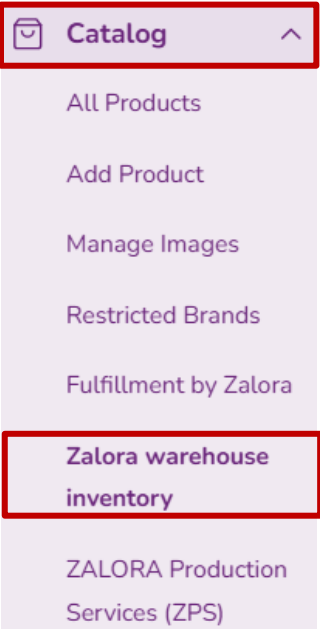 Catalog
All Products
Add Product
Manage Images
Restricted Brands
Fulfillment by Zalora
Zalora warehouse
inventory
ZALORA Production
Services (ZPS)